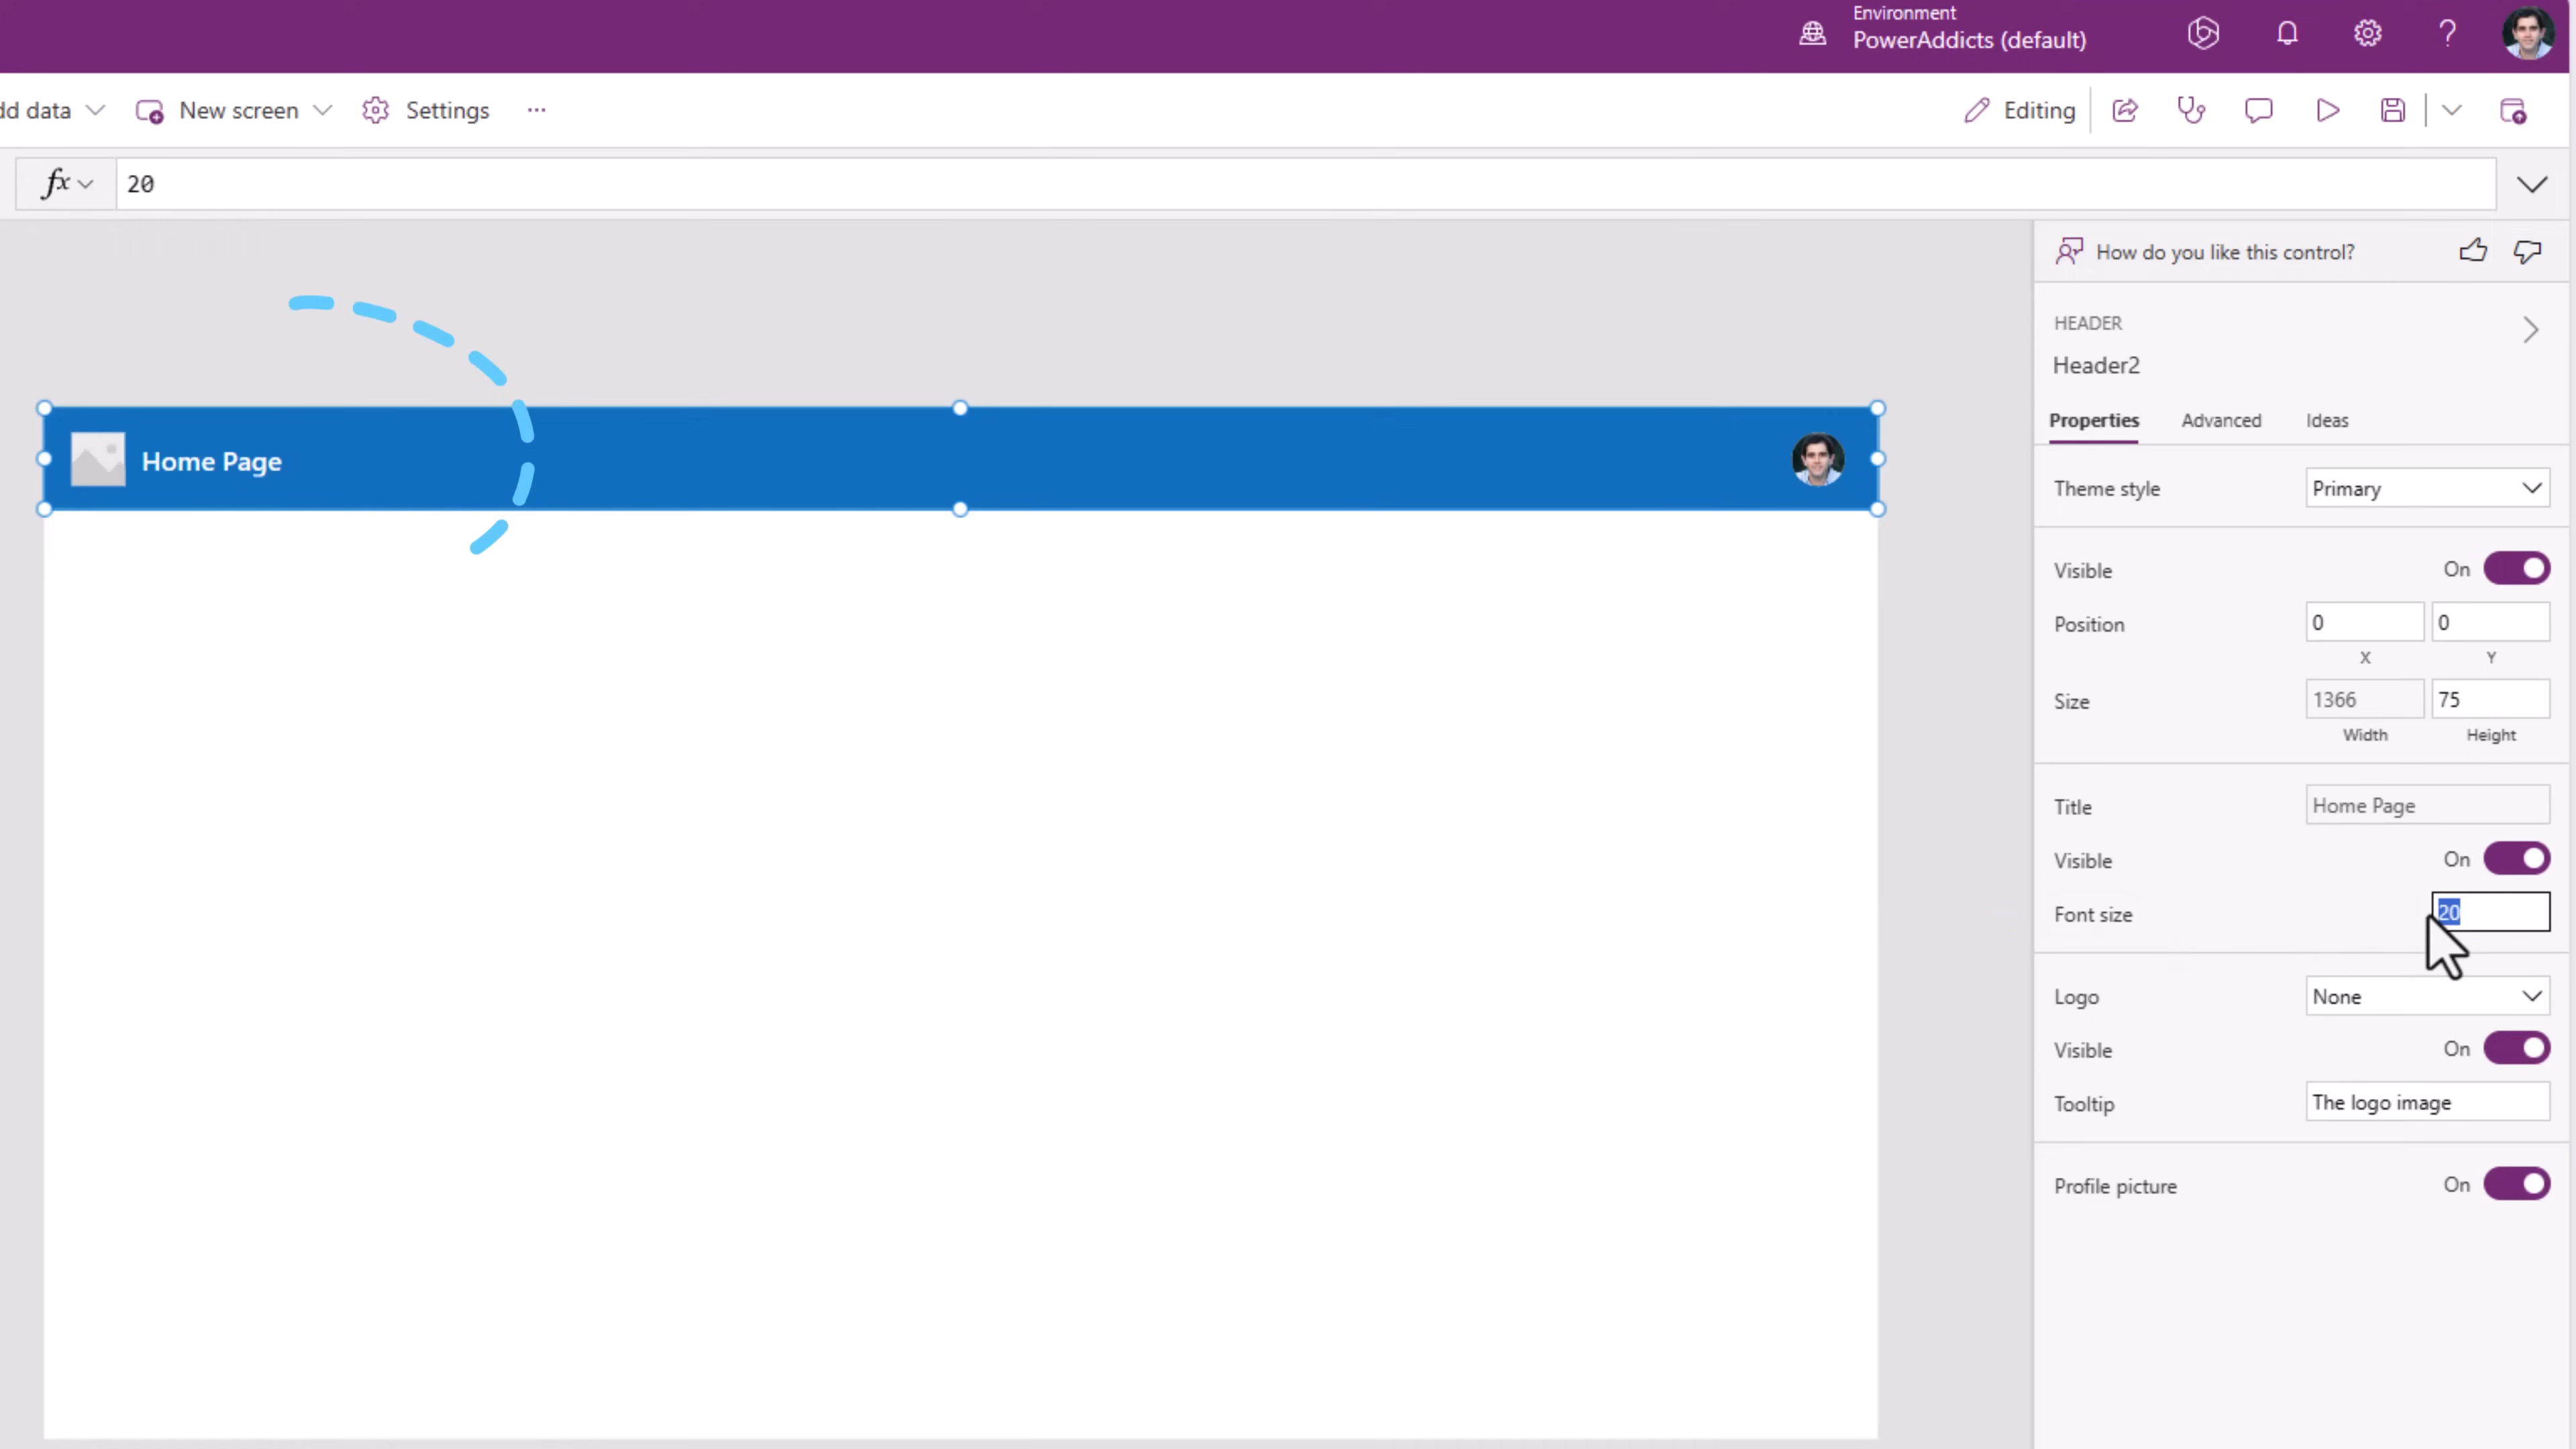 Environment
PowerAddicts (default)
dd data
New screen
Settings
...
Editing
fx
20
How do you like this control?
HEADER
Header2
Properties
Advanced
Ideas
Home Page
Theme style
Primary
Visible
On
Position
0
0
X
Y
Size
1366
75
Width
Height
Title
Home Page
Visible
On
Font size
20
Logo
None
Visible
On
Tooltip
The logo image
Profile picture
On